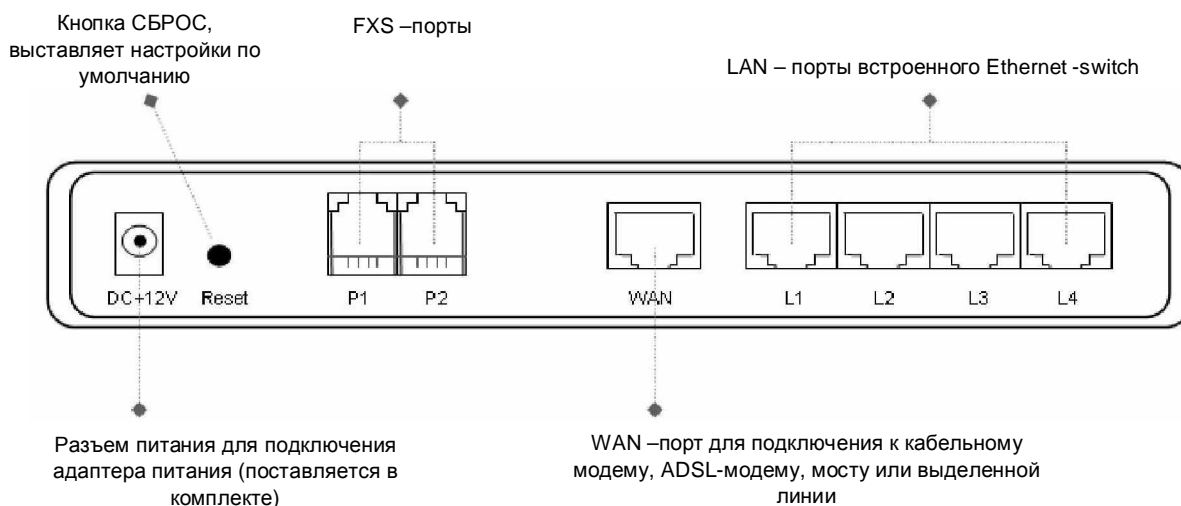 Кнопка СБРОС,
выставляет настройки по
умолчанию
FXS –порты
LAN – порты встроенного Ethernet -switch
DC+12V
Reset
P1
P2
WAN
L1
L2
L3
L4
Разъем питания для подключения
адаптера питания (поставляется в
комплекте)
WAN –порт для подключения к кабельному
модему, ADSL-модему, мосту или выделенной
линии